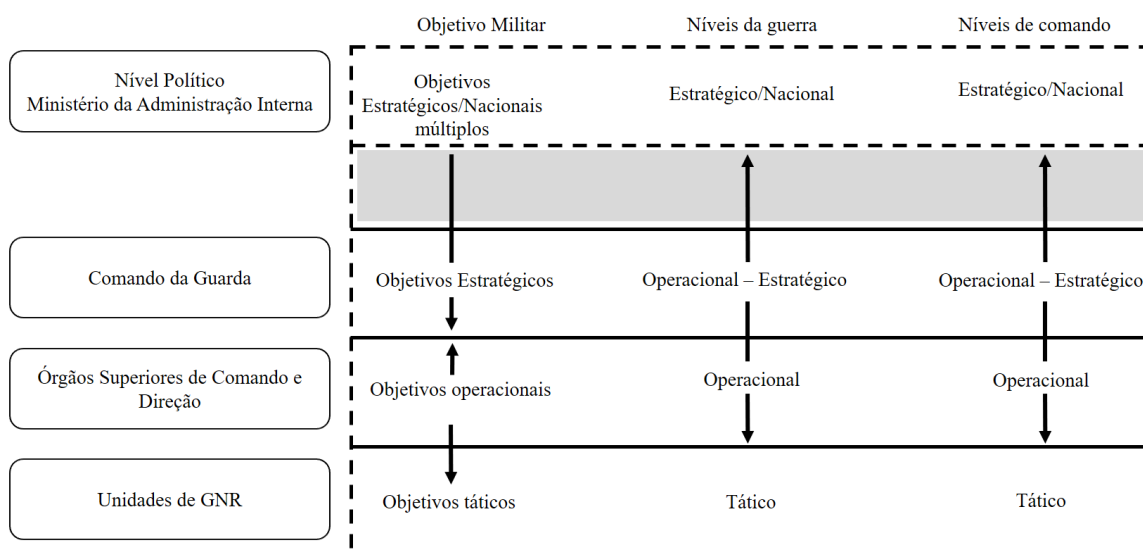 Objetivo Militar
Níveis da guerra
Níveis de comando
Nível Político
Ministério da Administração Interna
Objetivos
Estratégicos/Nacionais
múltiplos
Estratégico/Nacional
Estratégico/Nacional
Comando da Guarda
Objetivos Estratégicos
Operacional – Estratégico
Operacional – Estratégico
Órgãos Superiores de Comando e
Direção
Objetivos operacionais
Operacional
Operacional
Unidades de GNR
Objetivos táticos
Tático
Tático